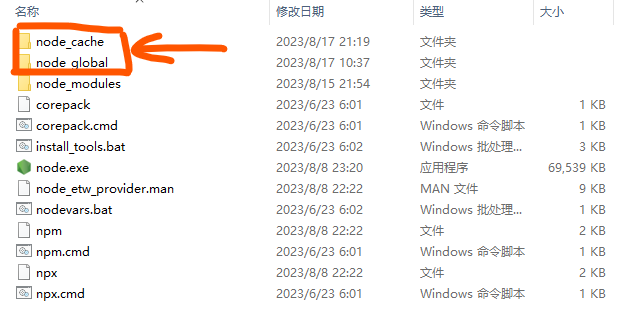 名称 修改日期 类型 大小
node_cache 2023/8/17 21:19 文件夹
node_global 2023/8/17 10:37 文件夹
node_modules 2023/8/15 21:54 文件夹
corepack 2023/6/23 6:01 文件 1 KB
corepack.cmd 2023/6/23 6:01 Windows 命令脚本 1 KB
install_tools.bat 2023/6/23 6:02 Windows 批处理... 3 KB
node.exe 2023/8/8 23:20 应用程序 69,539 KB
node_etw_provider.man 2023/8/8 22:22 MAN 文件 9 KB
nodevars.bat 2023/6/23 6:02 Windows 批处理... 1 KB
npm 2023/8/8 22:22 文件 2 KB
npm.cmd 2023/6/23 6:01 Windows 命令脚本 1 KB
npx 2023/8/8 22:22 文件 2 KB
npx.cmd 2023/6/23 6:01 Windows 命令脚本 1 KB